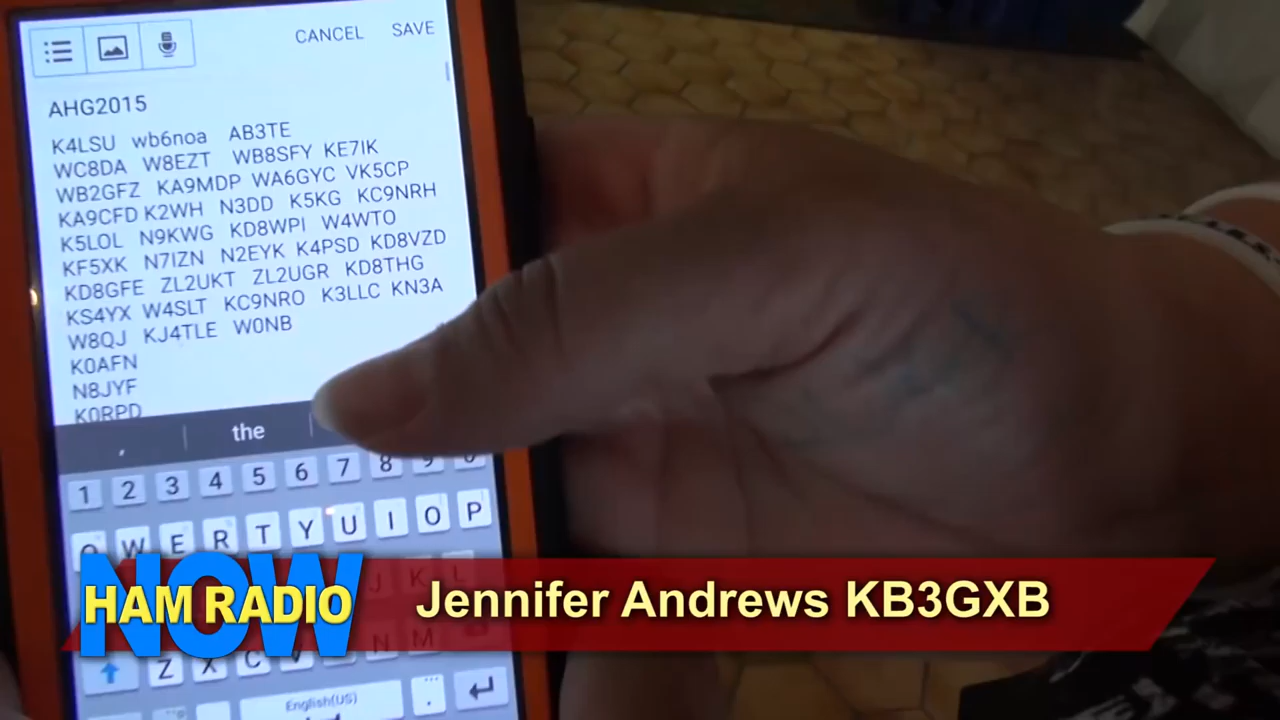 CANCEL SAVE
AHG2015
K4LSU wb6noa AB3TE
WC8DA W8EZT WB8SFY KE7IK
WB2GFZ KA9MDP WA6GYC VK5CP
KA9CFD K2WH N3DD K5KG KC9NRH
K5LOL N9KWG KD8WPI W4WTO
KF5XK N7IZN N2EYK K4PSD KD8VZD
KD8GFE ZL2UKT ZL2UGR KD8THG
KS4YX W4SLT KC9NRO K3LLC KN3A
W8QJ KJ4TLE W0NB
K0AFN
N8JYF
K0RPD
, the
1 2 3 4 5 6 7 8 9 0
Q W E R T Y U I O P
J K L
Z X C V N M
English(US) .
NOW
HAM RADIO
Jennifer Andrews KB3GXB